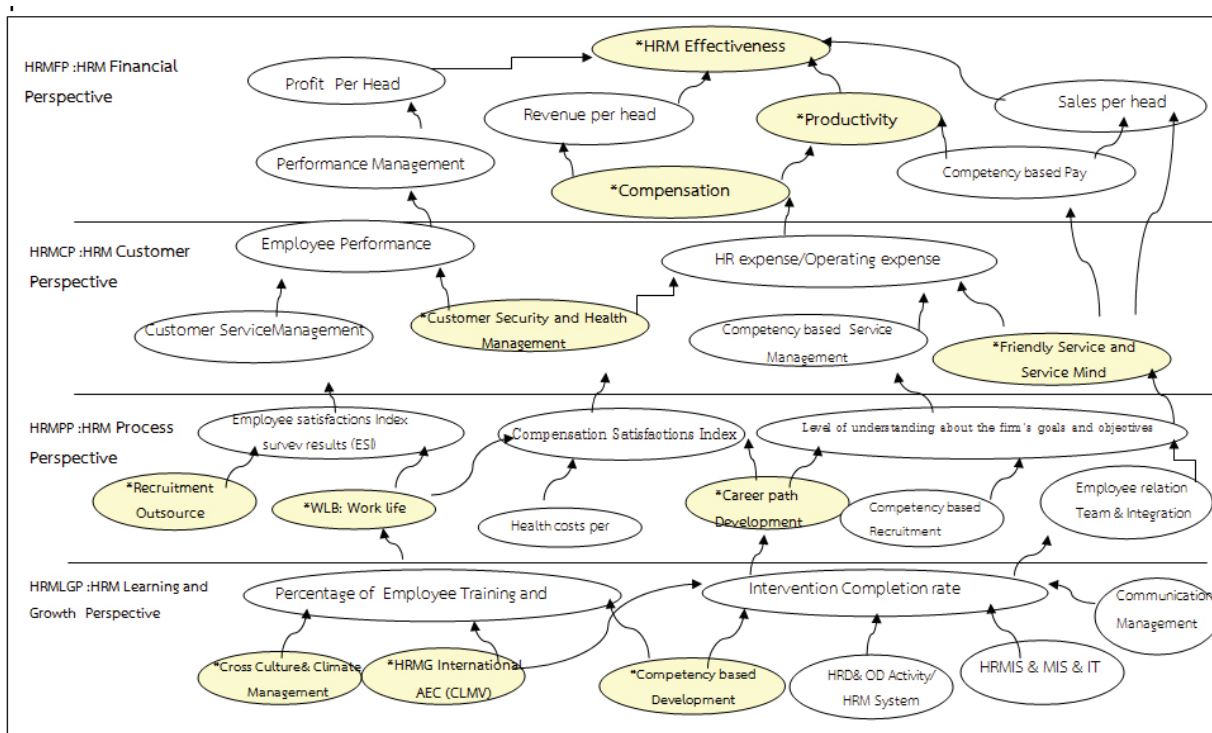 *HRM Effectiveness
HRMFP :HRM Financial
Perspective
Profit Per Head
Revenue per head
*Productivity
Sales per head
Performance Management
*Compensation
Competency based Pay
HRMCP :HRM Customer
Perspective
Employee Performance
HR expense/Operating expense
Customer ServiceManagement
*Customer Security and Health
Management
Competency based Service
Management
*Friendly Service and
Service Mind
HRMPP :HRM Process
Perspective
Employee satisfactions Index
survev results (ESI)
Compensation Satisfactions Index
Level of understanding about the firm's goals and objectives
*Recruitment
Outsource
*WLB: Work life
Health costs per
*Career path
Development
Competency based
Recruitment
Employee relation
Team & Integration
HRMLGP :HRM Learning and
Growth Perspective
Percentage of Employee Training and
Intervention Completion rate
Communication
Management
*Cross Culture& Climate
Management
*HRMG International
AEC (CLMV)
*Competency based
Development
HRD& OD Activity/
HRM System
HRMIS & MIS & IT